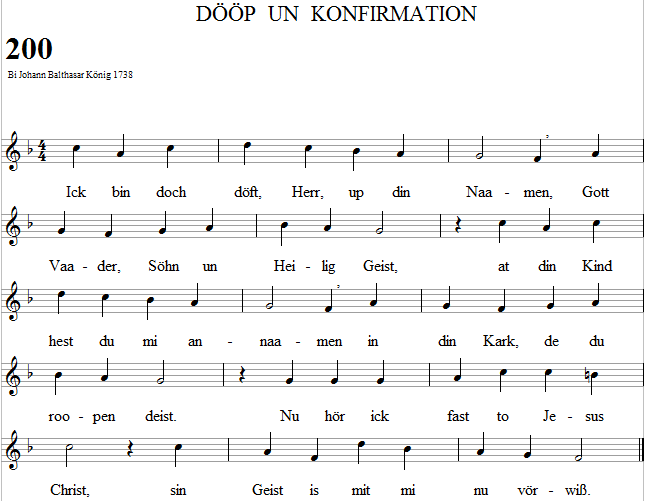 DÖÖP UN KONFIRMATION
200
Bi Johann Balthasar König 1738
Ick bin doch döft, Herr, up din Naa - men, Gott
Vaa - der, Söhn un Hei - lig Geist, at din Kind
hest du mi an - naa - men in din Kark, de du
roo - pen deist. Nu hör ick fast to Je - sus
Christ, sin Geist is mit mi nu vör - wiß.